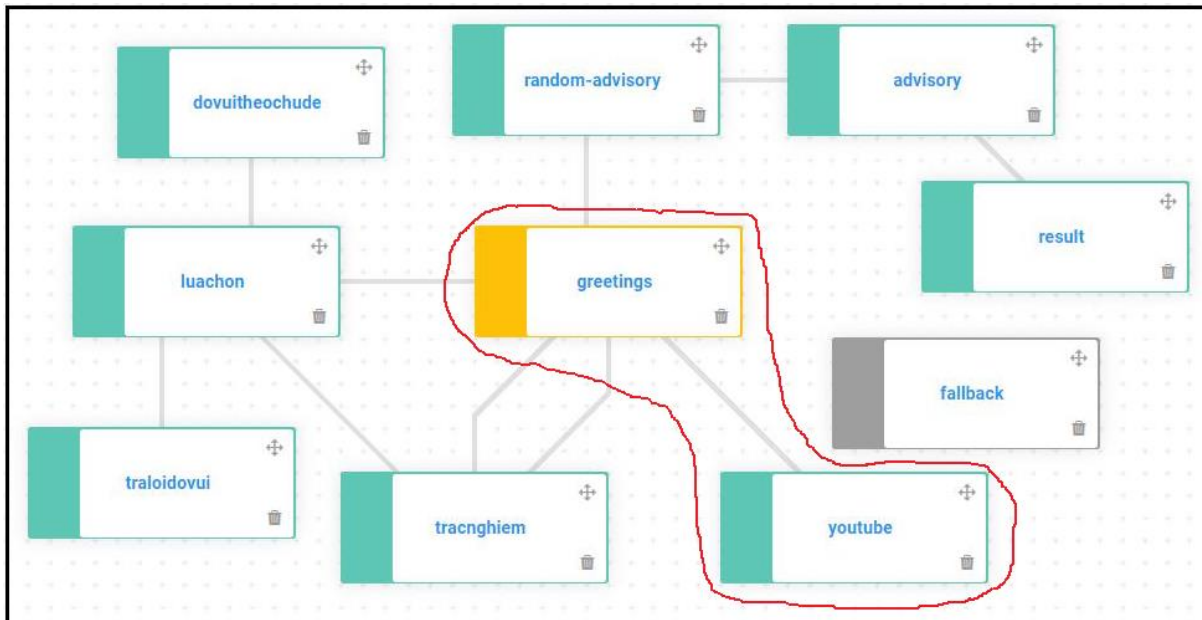 dovuitheochude
random-advisory
advisory
result
luachon
greetings
fallback
traloidovui
tracnghiem
youtube